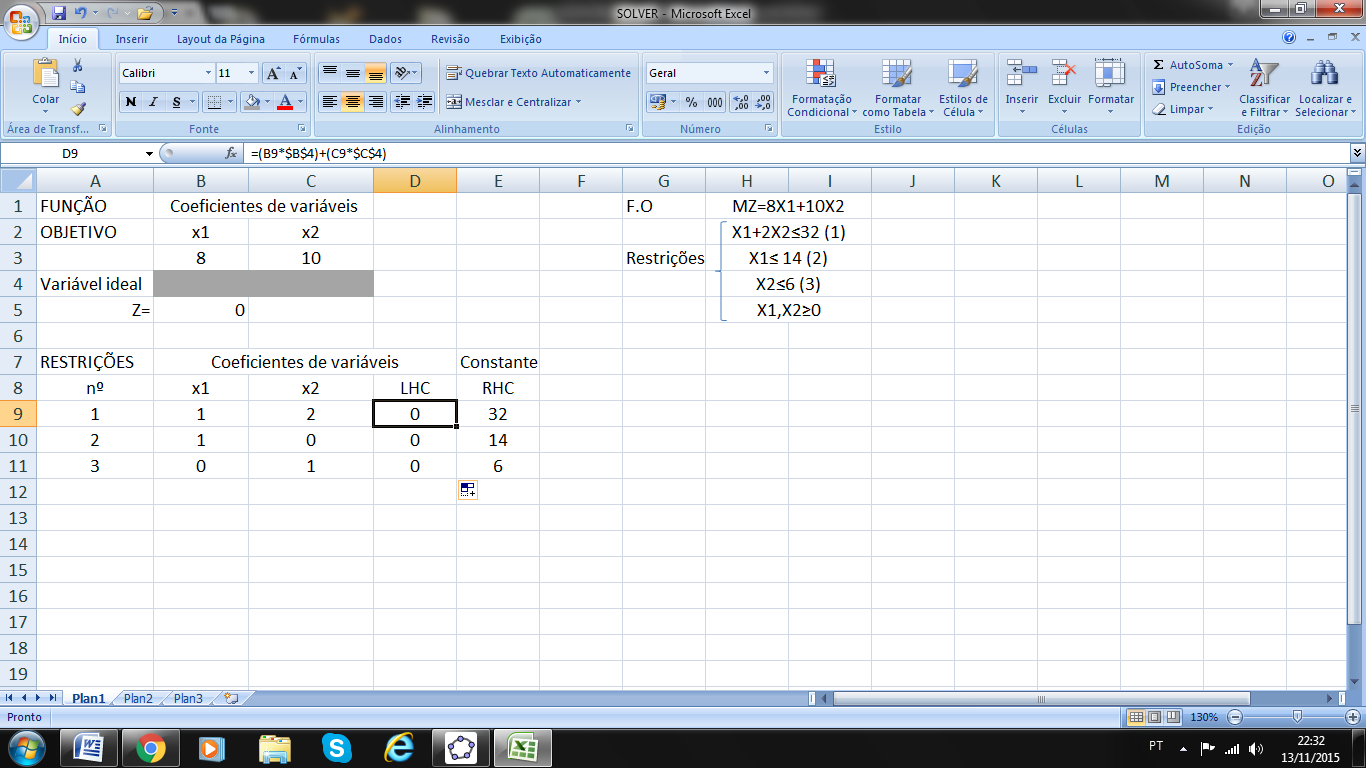 SOLVER - Microsoft Excel
Início Inserir Layout da Página Fórmulas Dados Revisão Exibição
Colar
Calibri 11 A A
N I S A
Quebrar Texto Automaticamente
Mesclar e Centralizar
Geral
% 000 ,00 ,0
Formatação Condicional
Formatar como Tabela
Estilos de Célula
Inserir Excluir Formatar
Σ AutoSoma
Preencher
Limpar
Classificar e Filtrar
Localizar e Selecionar
Área de Transf... Fonte Alinhamento Número Estilo Células Edição
D9 fx =(B9*$B$4)+(C9*$C$4)
A B C D E F G H I J K L M N O
1 FUNÇÃO Coeficientes de variáveis F.O MZ=8X1+10X2
2 OBJETIVO x1 x2 X1+2X2≤32 (1)
3 8 10 Restrições X1≤ 14 (2)
4 Variável ideal X2≤6 (3)
5 Z= 0 X1,X2≥0
6
7 RESTRIÇÕES Coeficientes de variáveis Constante
8 nº x1 x2 LHC RHC
9 1 1 2 0 32
10 2 1 0 0 14
11 3 0 1 0 6
12
13
14
15
16
17
18
19
Plan1 Plan2 Plan3
Pronto 130%
PT 22:32
13/11/2015